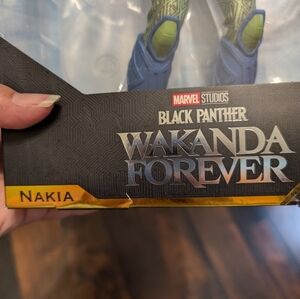 MARVEL STUDIOS
BLACK PANTHER
WAKANDA
FOREVER
NAKIA